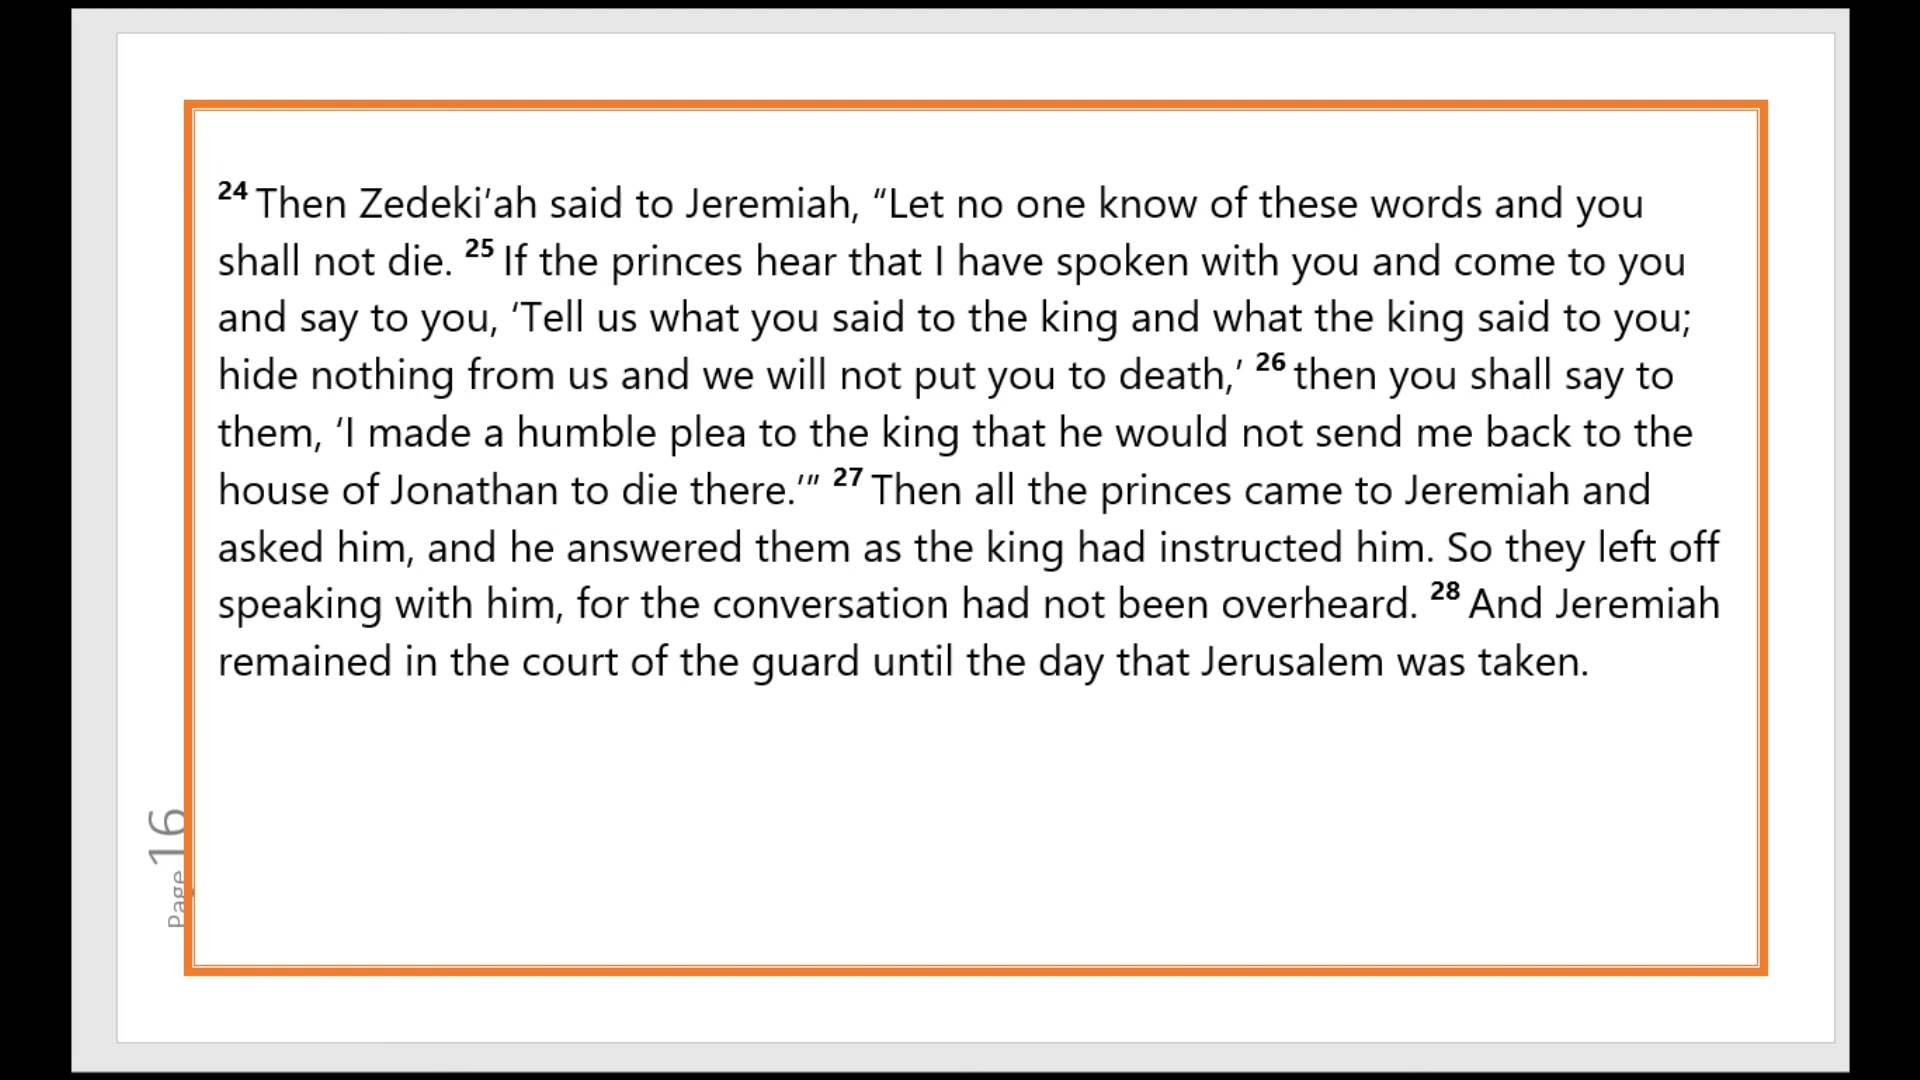 24 Then Zedeki’ah said to Jeremiah, “Let no one know of these words and you
shall not die. 25 If the princes hear that I have spoken with you and come to you
and say to you, ‘Tell us what you said to the king and what the king said to you;
hide nothing from us and we will not put you to death,’ 26 then you shall say to
them, ‘I made a humble plea to the king that he would not send me back to the
house of Jonathan to die there.’” 27 Then all the princes came to Jeremiah and
asked him, and he answered them as the king had instructed him. So they left off
speaking with him, for the conversation had not been overheard. 28 And Jeremiah
remained in the court of the guard until the day that Jerusalem was taken.
Page 16